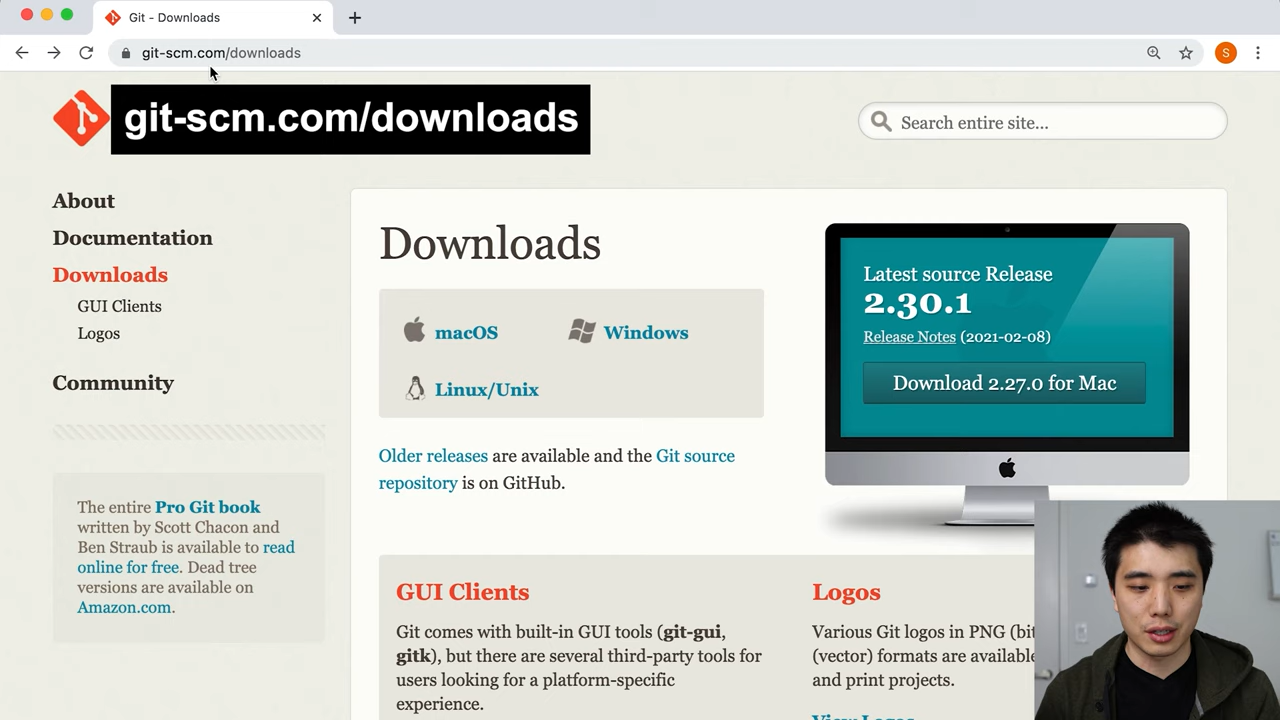 Git - Downloads
git-scm.com/downloads
S
git-scm.com/downloads
Search entire site...
About
Documentation
Downloads
GUI Clients
Logos
Community
The entire Pro Git book
written by Scott Chacon and
Ben Straub is available to read
online for free. Dead tree
versions are available on
Amazon.com.
Downloads
macOS
Windows
Linux/Unix
Older releases are available and the Git source
repository is on GitHub.
Latest source Release
2.30.1
Release Notes (2021-02-08)
Download 2.27.0 for Mac
GUI Clients
Git comes with built-in GUI tools (git-gui,
gitk), but there are several third-party tools for
users looking for a platform-specific
experience.
Logos
Various Git logos in PNG (bit
(vector) formats are available
and print projects.
View Logos